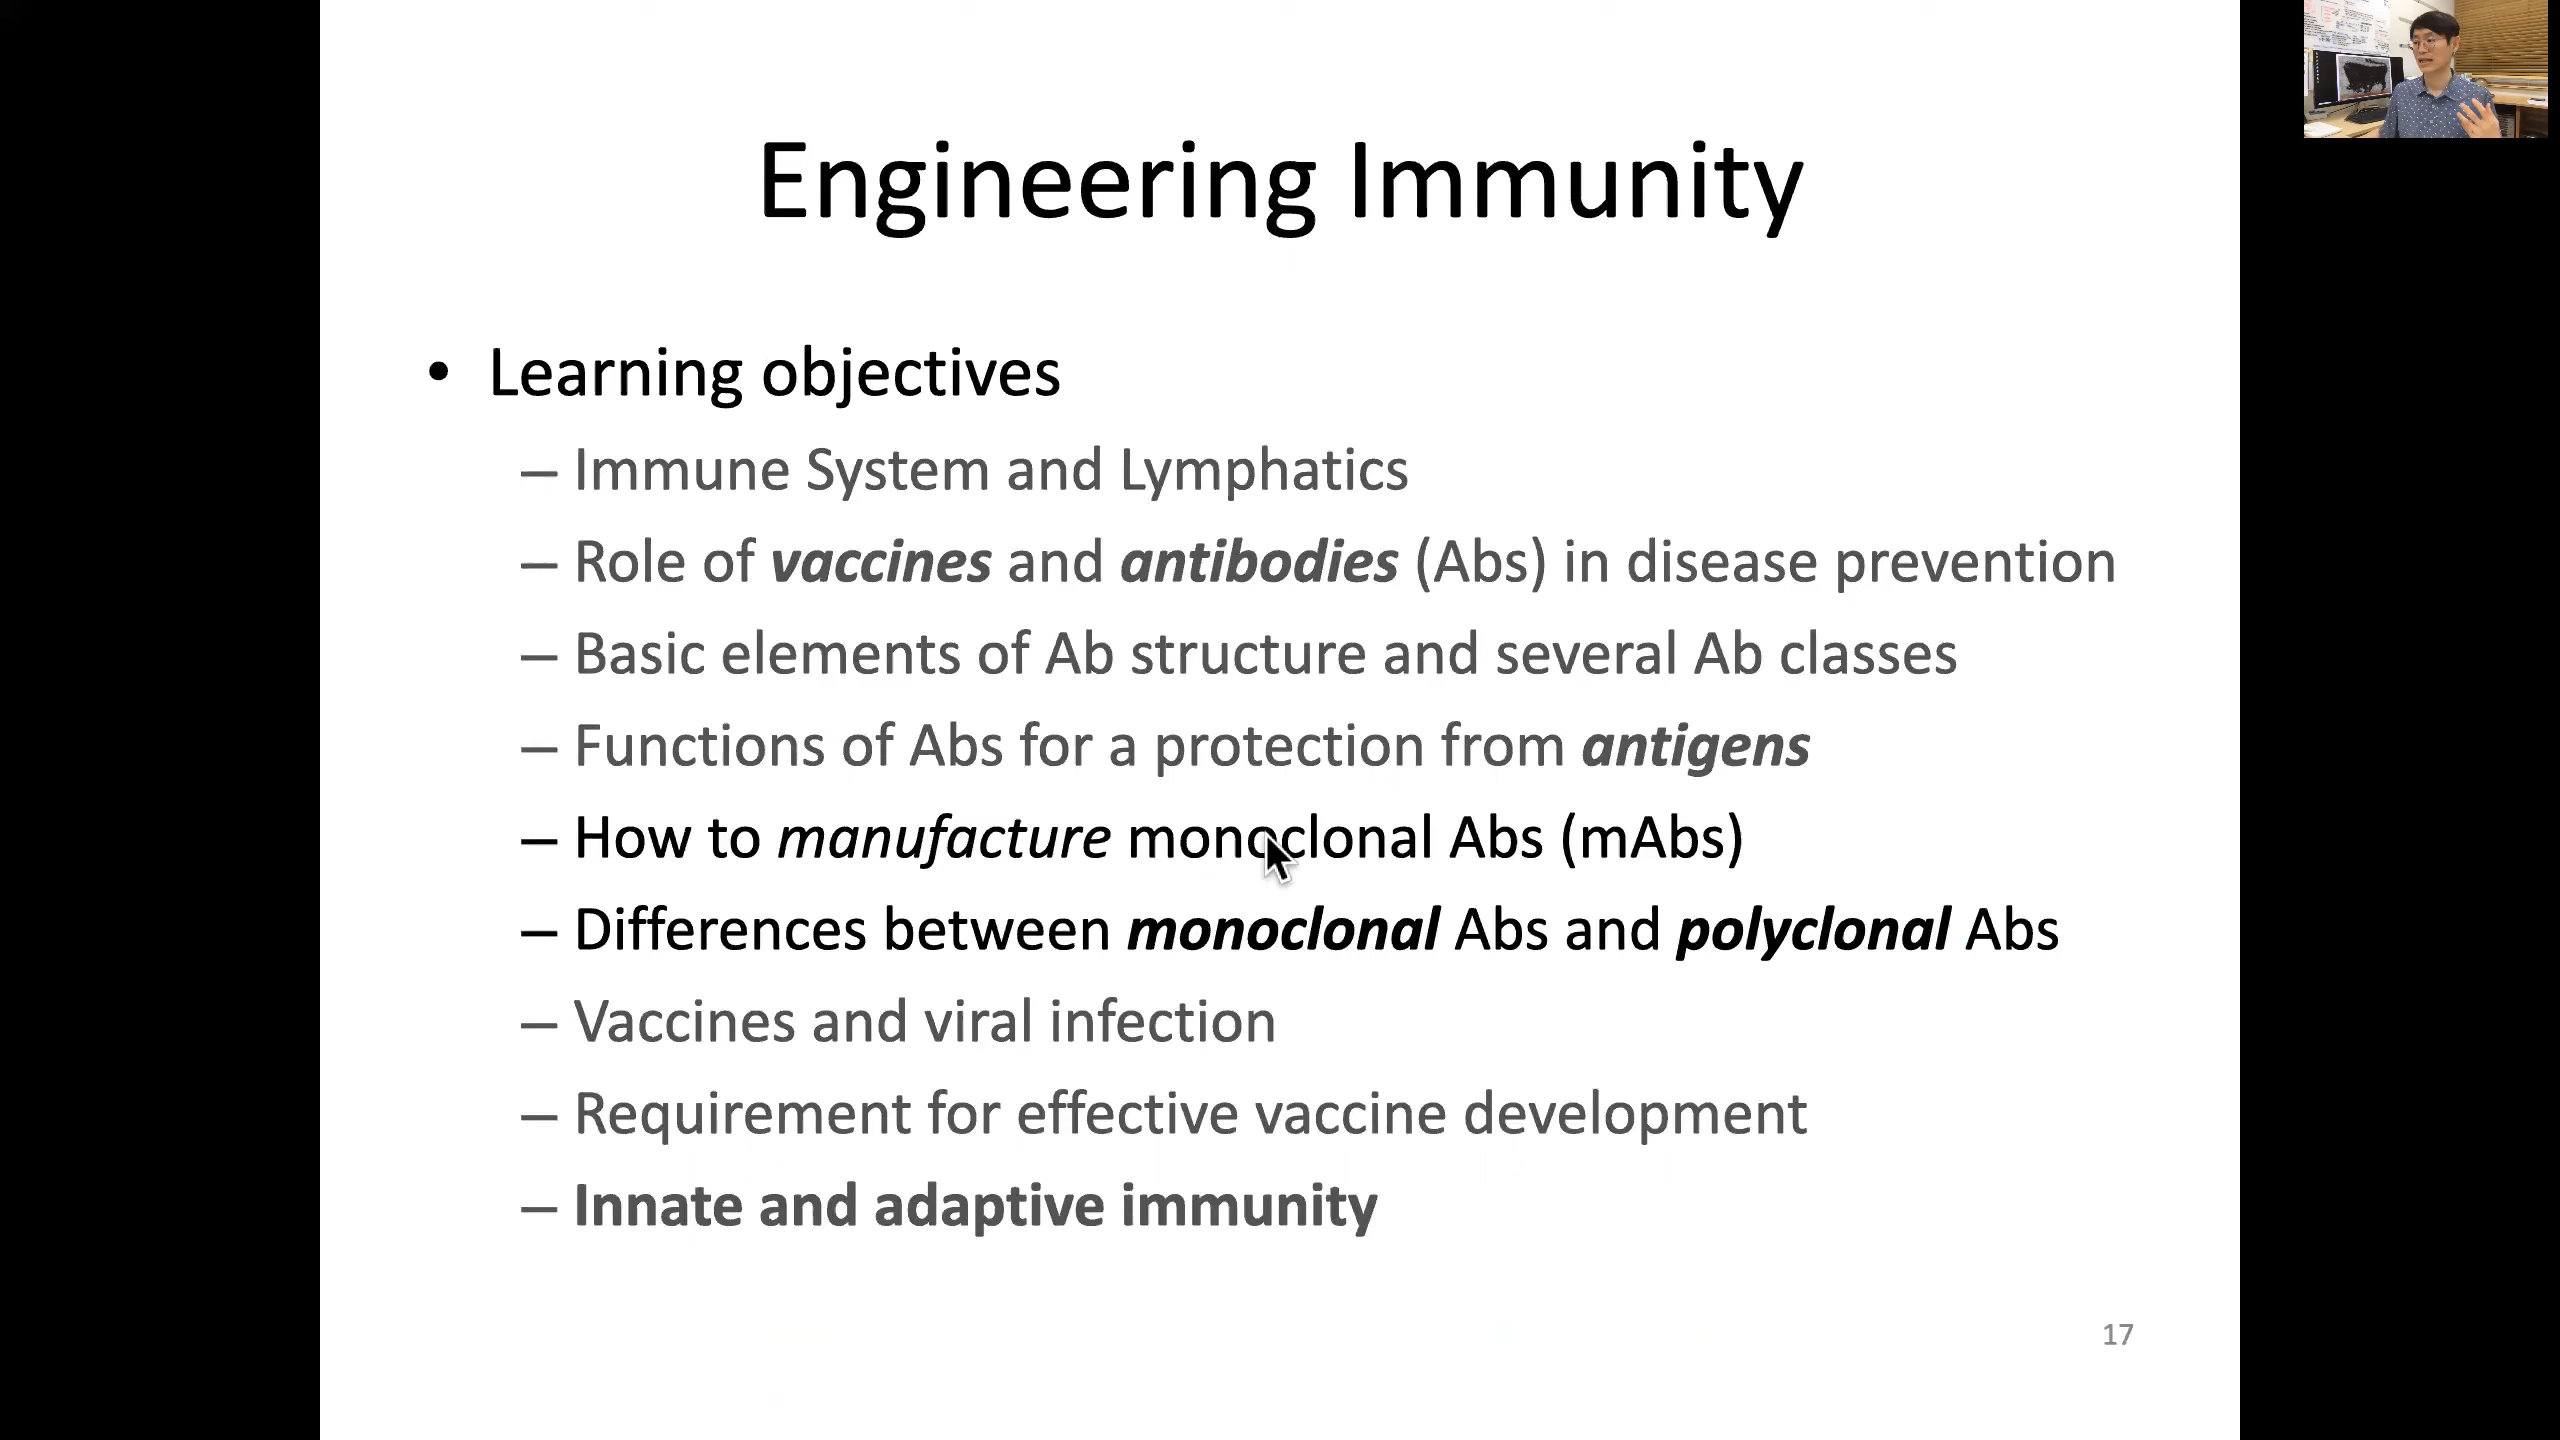 Engineering Immunity
• Learning objectives
– Immune System and Lymphatics
– Role of vaccines and antibodies (Abs) in disease prevention
– Basic elements of Ab structure and several Ab classes
– Functions of Abs for a protection from antigens
– How to manufacture monoclonal Abs (mAbs)
– Differences between monoclonal Abs and polyclonal Abs
– Vaccines and viral infection
– Requirement for effective vaccine development
– Innate and adaptive immunity
17